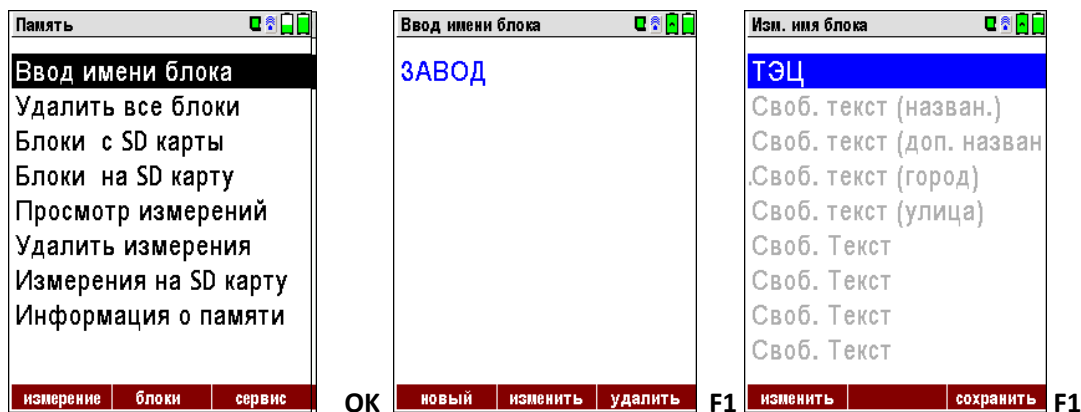 Память
Ввод имени блока
Удалить все блоки
Блоки с SD карты
Блоки на SD карту
Просмотр измерений
Удалить измерения
Измерения на SD карту
Информация о памяти
измерение блоки сервис
OK
Ввод имени блока
ЗАВОД
новый изменить удалить
F1
Изм. имя блока
ТЭЦ
Своб. текст (назван.)
Своб. текст (доп. назван
.Своб. текст (город)
Своб. текст (улица)
Своб. Текст
Своб. Текст
Своб. Текст
Своб. Текст
изменить сохранить
F1